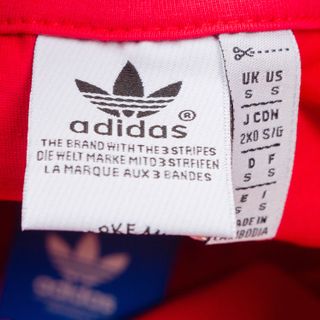 adidas ®
THE BRAND WITH THE 3 STRIPES
DIE WELT MARKE MIT D 3 STREIFEN
LA MARQUE AUX 3 BANDES
UK US
S S
J CDN
2XO S/G
D F
S S
E I
S S
MADE IN
CAMBODIA